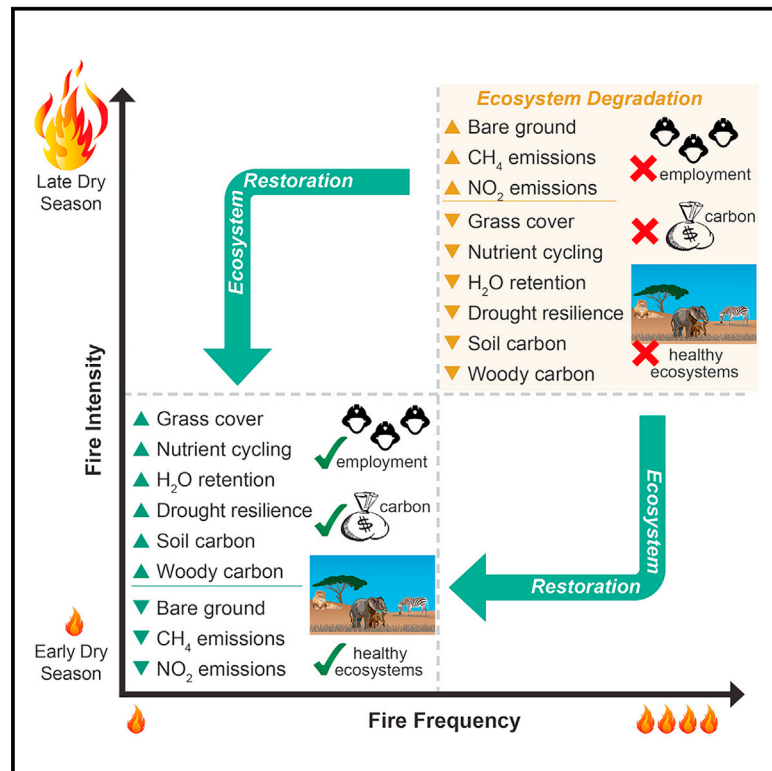 Ecosystem Degradation
▲ Bare ground
▲ CH₄ emissions
▲ NO₂ emissions
employment
▼ Grass cover
▼ Nutrient cycling
▼ H₂O retention
▼ Drought resilience
▼ Soil carbon
▼ Woody carbon
carbon
$
healthy
ecosystems
Late Dry
Season
Ecosystem
Restoration
Fire Intensity
▲ Grass cover
▲ Nutrient cycling
▲ H₂O retention
▲ Drought resilience
▲ Soil carbon
▲ Woody carbon
▼ Bare ground
▼ CH₄ emissions
▼ NO₂ emissions
employment
carbon
$
healthy
ecosystems
Ecosystem
Restoration
Early Dry
Season
Fire Frequency